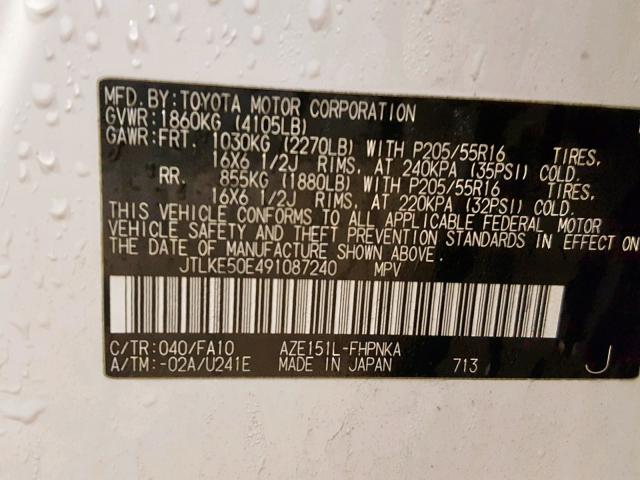 MFD.BY:TOYOTA MOTOR CORPORATION
GVWR:1860KG (4105LB)
GAWR:FRT. 1030KG (2270LB) WITH P205/55R16 TIRES,
16X6 1/2J RIMS, AT 240KPA (35PSI) COLD.
RR. 855KG (1880LB) WITH P205/55R16 TIRES,
16X6 1/2J RIMS, AT 220KPA (32PSI) COLD.
THIS VEHICLE CONFORMS TO ALL APPLICABLE FEDERAL MOTOR
VEHICLE SAFETY AND THEFT PREVENTION STANDARDS IN EFFECT ON
THE DATE OF MANUFACTURE SHOWN ABOVE.
JTLKE50E491087240 MPV
C/TR:040/FA10 AZE151L-FHPNKA
A/TM:-02A/U241E MADE IN JAPAN 713 J